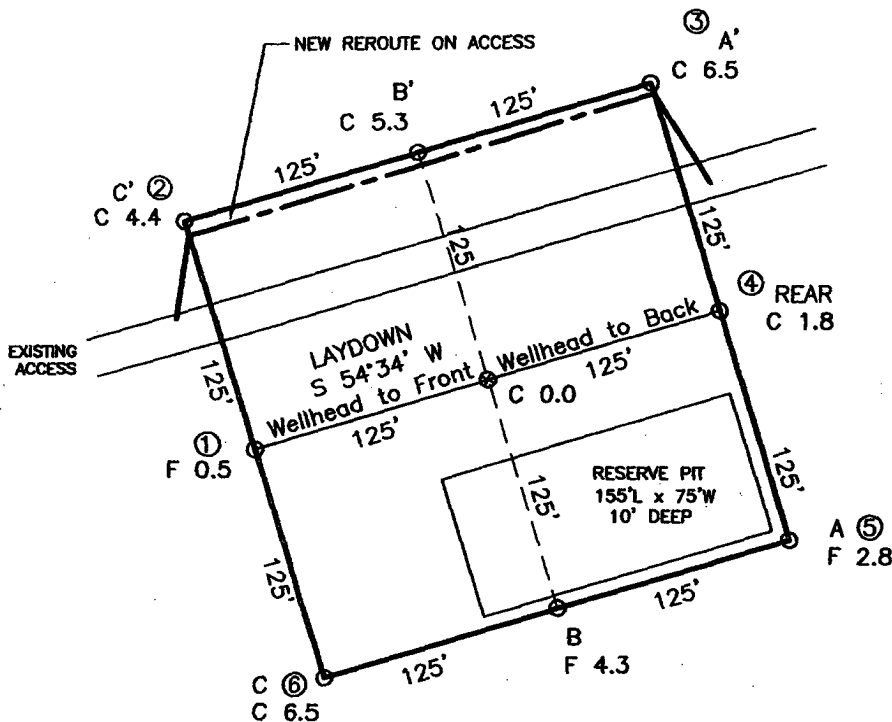 NEW REROUTE ON ACCESS
③
A'
C 6.5
B'
C 5.3
125'
125'
C' ②
C 4.4
125
125'
④ REAR
C 1.8
EXISTING
ACCESS
LAYDOWN
S 54°34' W
Wellhead to Front
125'
Wellhead to Back
125'
C 0.0
125'
①
F 0.5
RESERVE PIT
155'L x 75'W
10' DEEP
125'
125'
A ⑤
F 2.8
125'
125'
B
F 4.3
125'
C ⑥
C 6.5